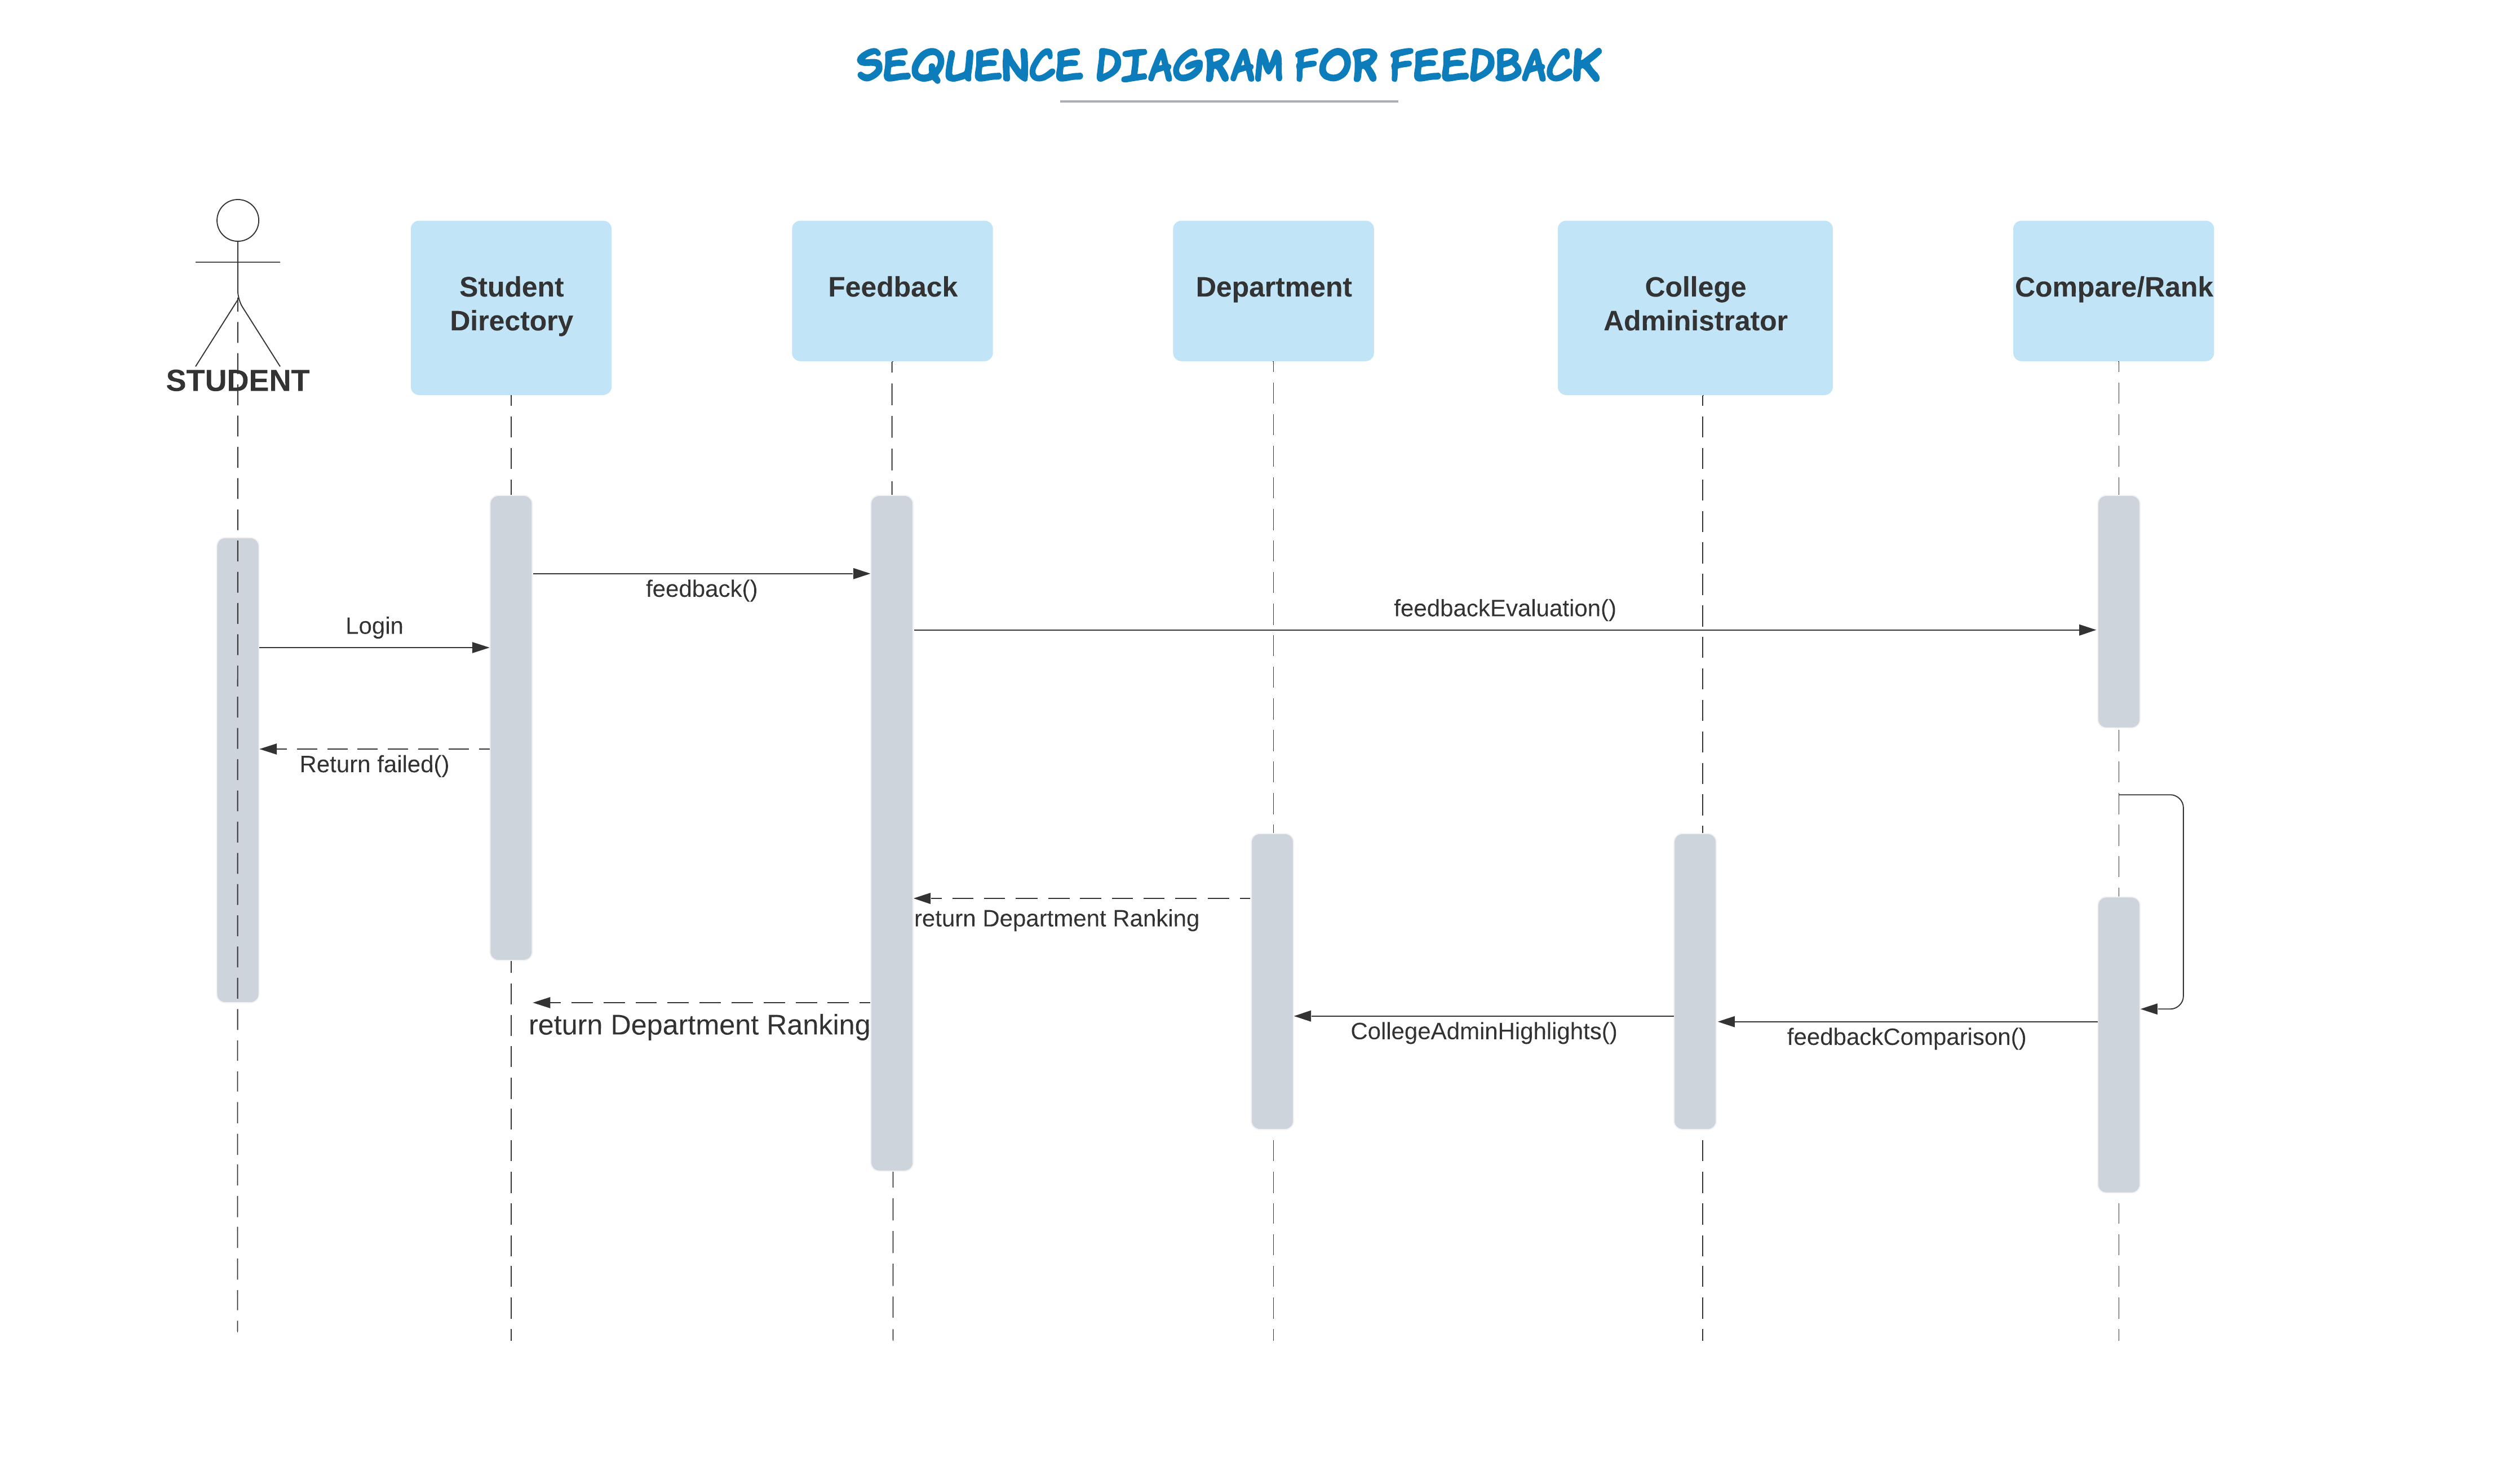 SEQUENCE DIAGRAM FOR FEEDBACK
STUDENT
Student
Directory
Feedback
Department
College
Administrator
Compare/Rank
feedback()
feedbackEvaluation()
Login
Return failed()
return Department Ranking
return Department Ranking
CollegeAdminHighlights()
feedbackComparison()